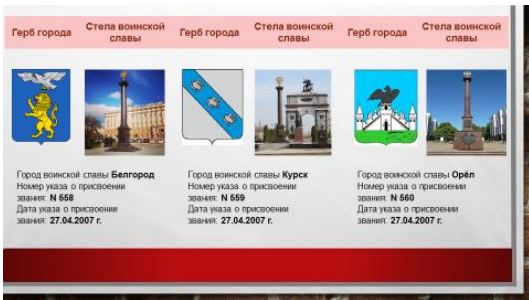 Герб города
Стела воинской
славы
Герб города
Стела воинской
славы
Герб города
Стела воинской
славы
Город воинской славы Белгород
Номер указа о присвоении
звания: N 558
Дата указа о присвоении
звания: 27.04.2007 г.
Город воинской славы Курск
Номер указа о присвоении
звания: N 559
Дата указа о присвоении
звания: 27.04.2007 г.
Город воинской славы Орёл
Номер указа о присвоении
звания: N 560
Дата указа о присвоении
звания: 27.04.2007 г.